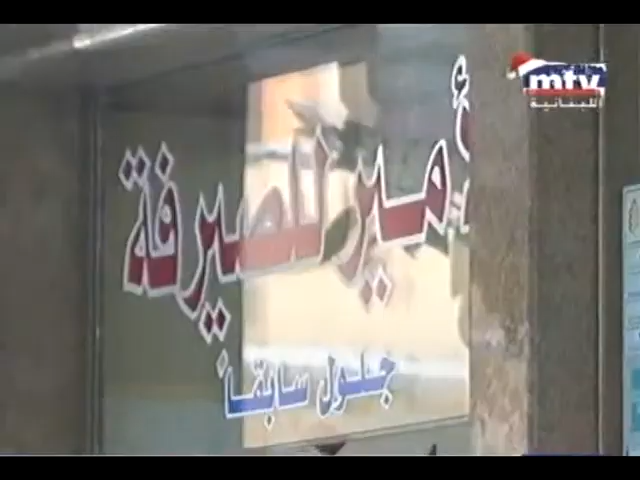 mtv
اللبنانية
أمير للصيرفة
جلول سابقاً